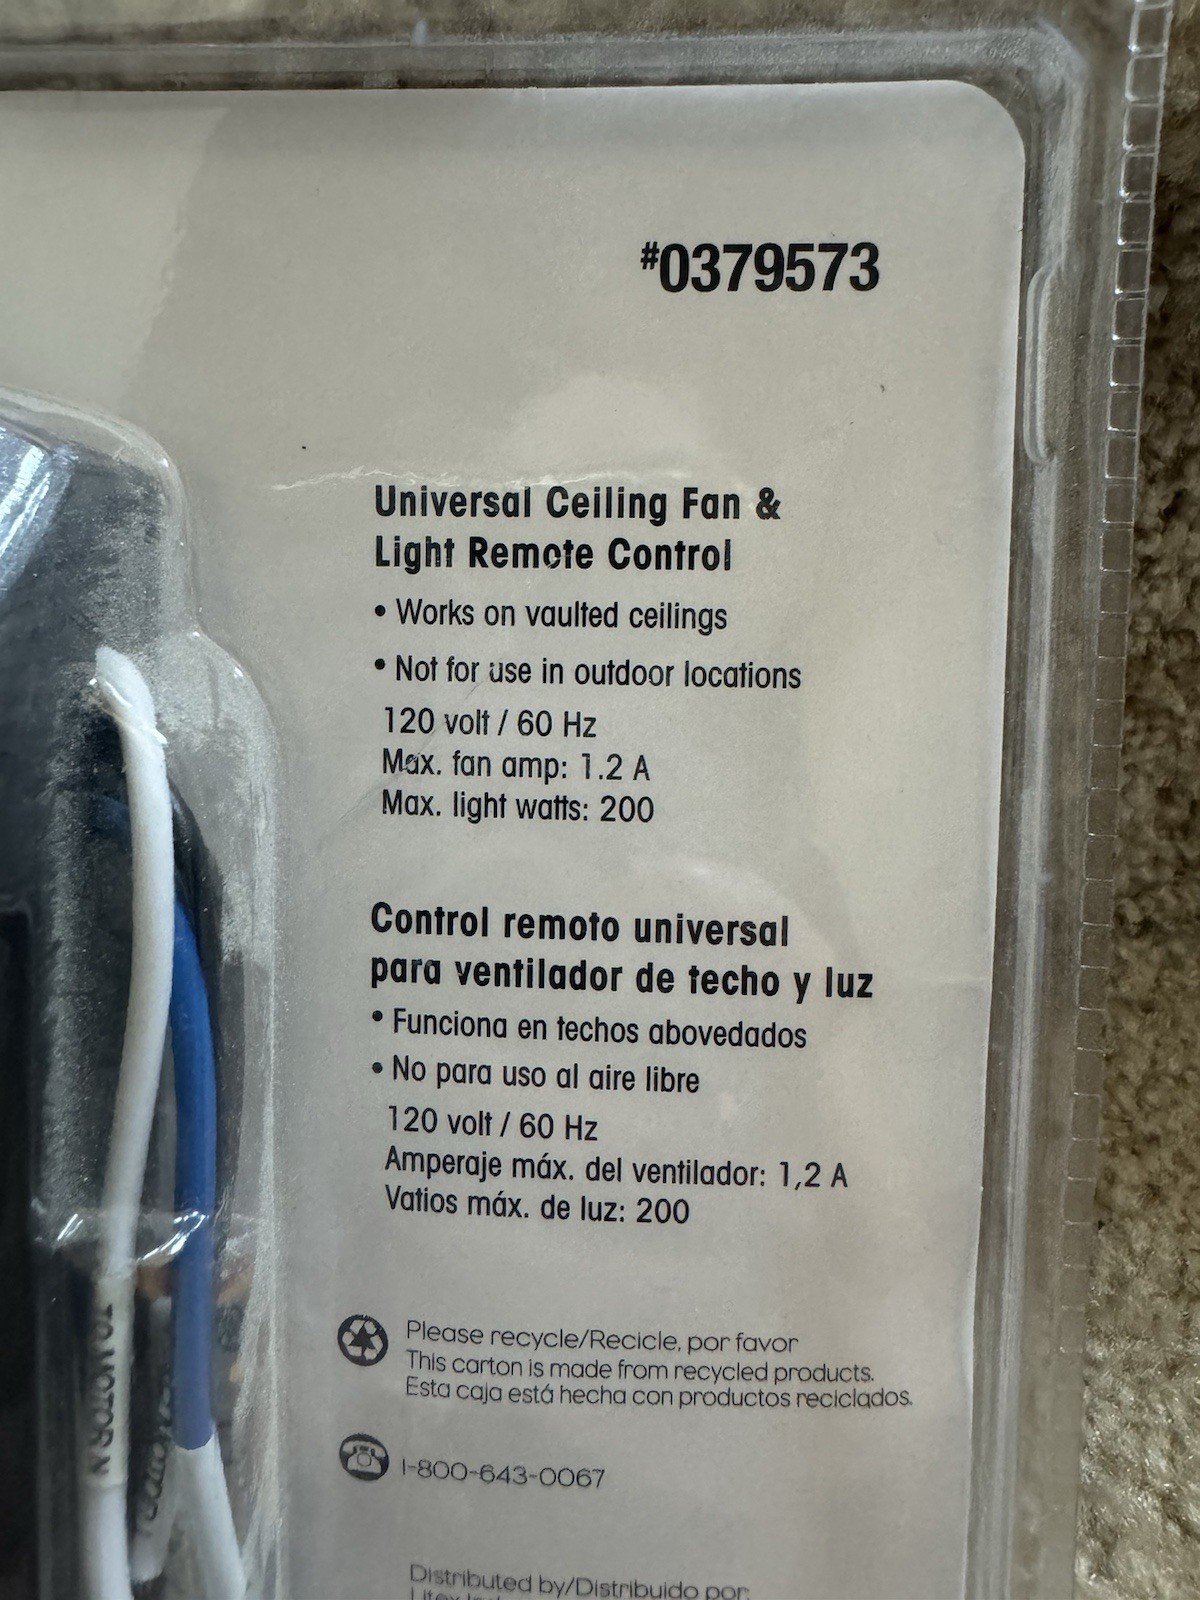 #0379573
Universal Ceiling Fan &
Light Remote Control
• Works on vaulted ceilings
• Not for use in outdoor locations
120 volt / 60 Hz
Max. fan amp: 1.2 A
Max. light watts: 200
Control remoto universal
para ventilador de techo y luz
• Funciona en techos abovedados
• No para uso al aire libre
120 volt / 60 Hz
Amperaje máx. del ventilador: 1,2 A
Vatios máx. de luz: 200
Please recycle/Recicle, por favor
This carton is made from recycled products.
Esta caja está hecha con productos reciclados.
1-800-643-0067
Distributed by/Distribuido por:
Litex
TO MOTOR N